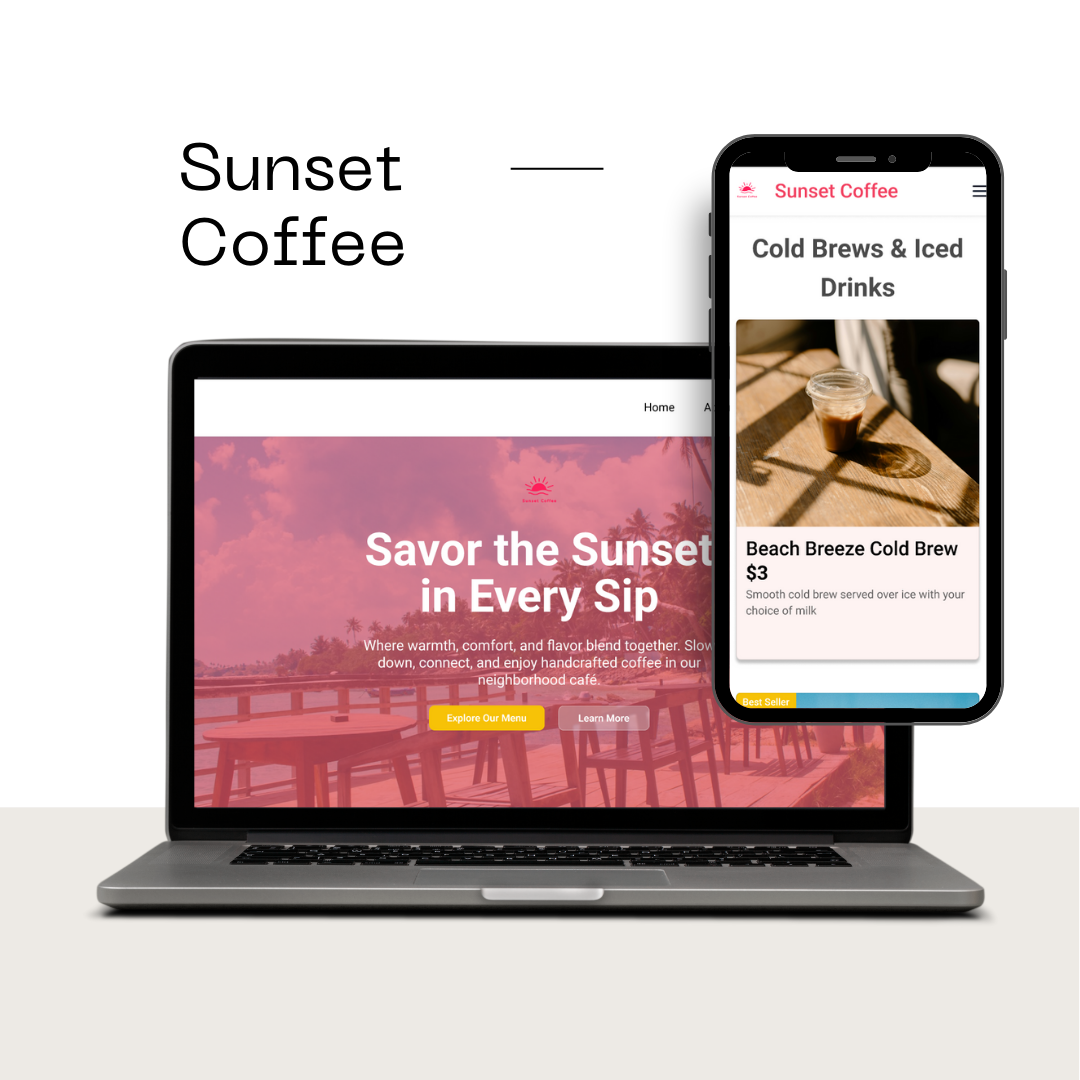 Sunset
Coffee
Sunset Coffee
Cold Brews & Iced
Drinks
Beach Breeze Cold Brew
$3
Smooth cold brew served over ice with your
choice of milk
Best Seller
Home
A
Sunset Coffee
Savor the Sunset
in Every Sip
Where warmth, comfort, and flavor blend together. Slow
down, connect, and enjoy handcrafted coffee in our
neighborhood café.
Explore Our Menu
Learn More